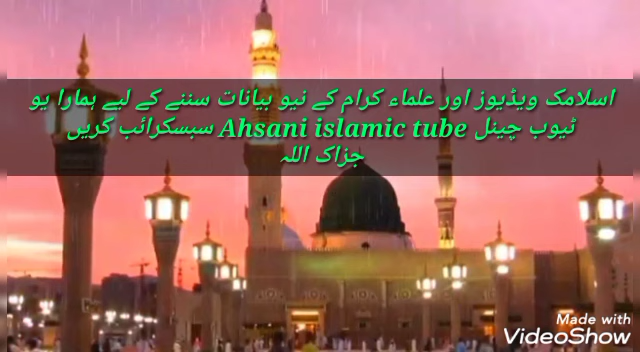 اسلامک ویڈیوز اور علماء کرام کے نیو بیانات سننے کے لیے ہمارا یو
ٹیوب چینل Ahsani islamic tube سبسکرائب کریں
جزاک اللہ
Made with
VideoShow